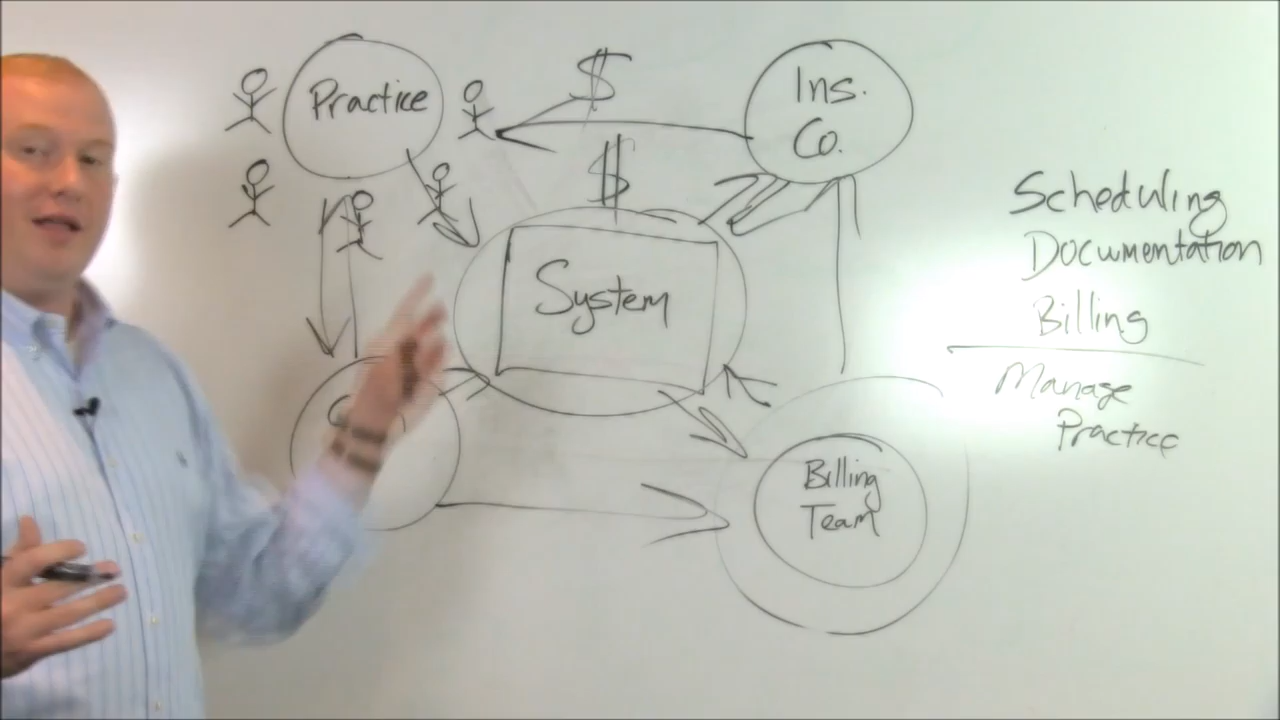 Practice
$
Ins.
Co.
$
System
Billing
Team
Scheduling
Documentation
Billing
Manage
Practice